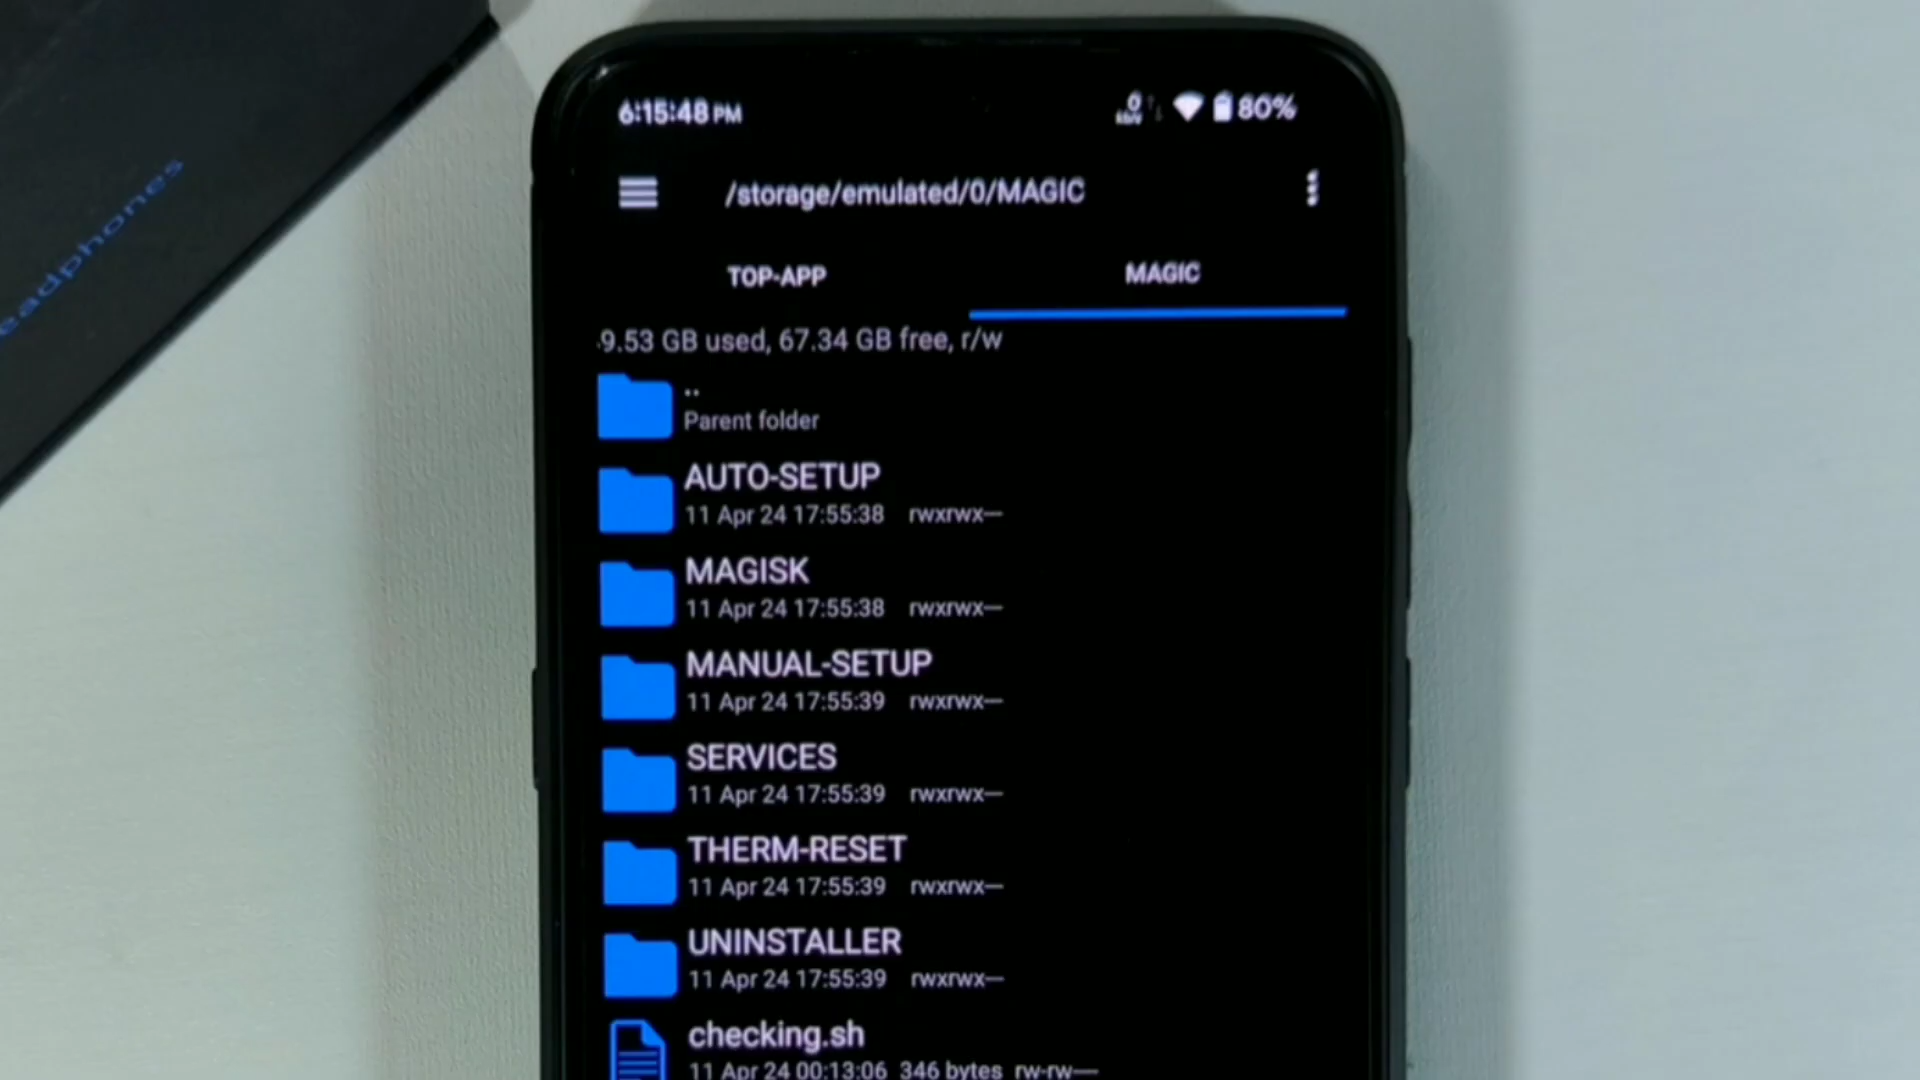 eadphones
6:15:48 PM 0 80%
/storage/emulated/0/MAGIC
TOP-APP MAGIC
9.53 GB used, 67.34 GB free, r/w
..
Parent folder
AUTO-SETUP
11 Apr 24 17:55:38 rwxrwx---
MAGISK
11 Apr 24 17:55:38 rwxrwx---
MANUAL-SETUP
11 Apr 24 17:55:39 rwxrwx---
SERVICES
11 Apr 24 17:55:39 rwxrwx---
THERM-RESET
11 Apr 24 17:55:39 rwxrwx---
UNINSTALLER
11 Apr 24 17:55:39 rwxrwx---
checking.sh
11 Apr 24 00:13:06 346 bytes rw-rw----